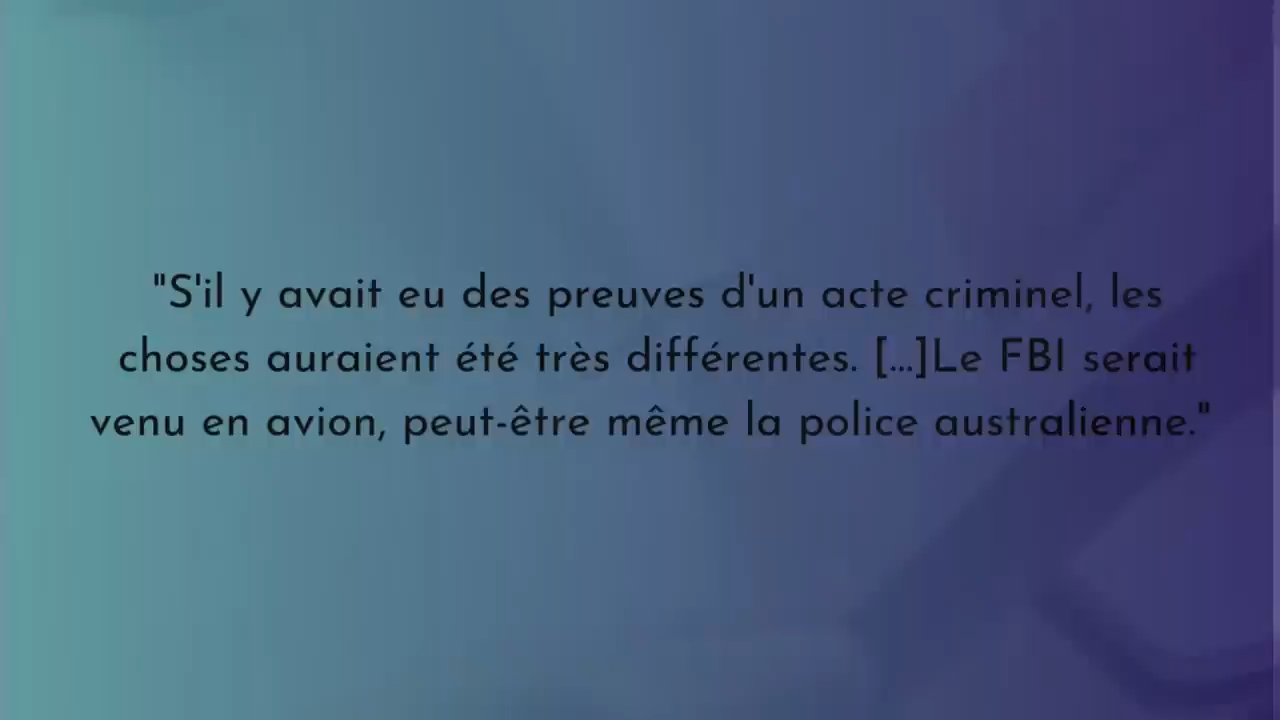 "S'il y avait eu des preuves d'un acte criminel, les
choses auraient été très différentes. [...]Le FBI serait
venu en avion, peut-être même la police australienne."